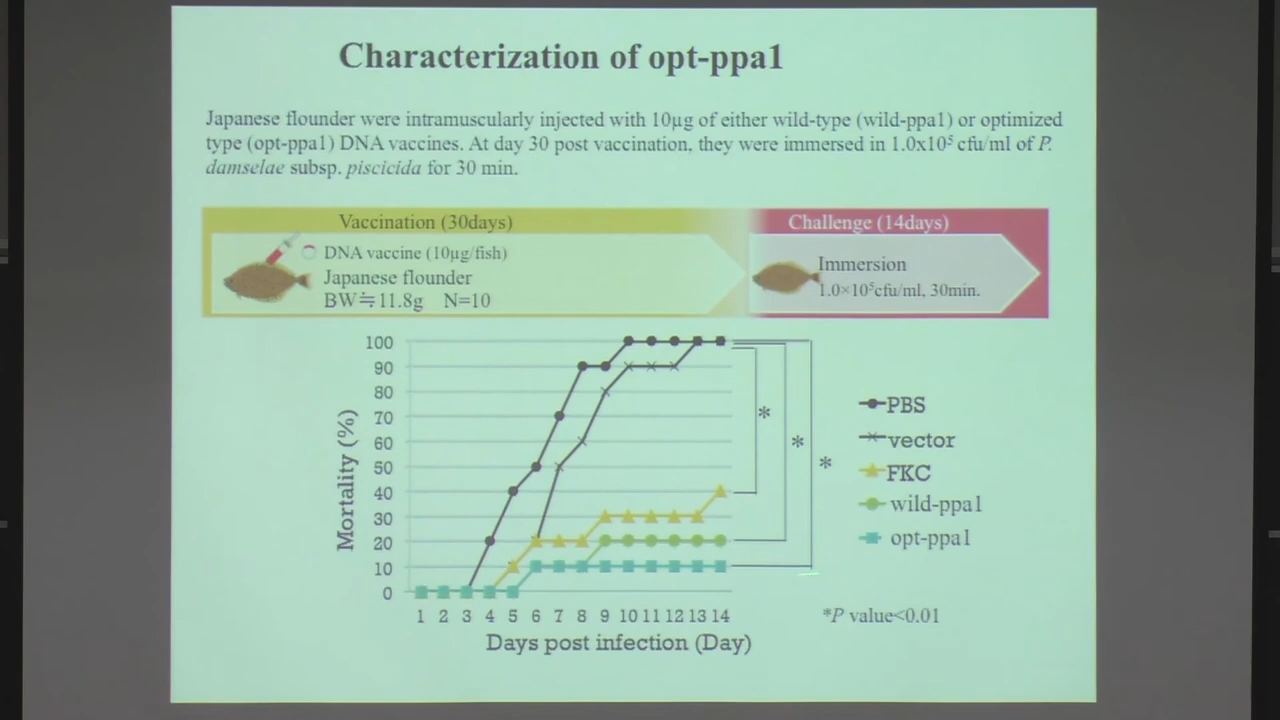 Characterization of opt-ppa1
Japanese flounder were intramuscularly injected with 10µg of either wild-type (wild-ppa1) or optimized
type (opt-ppa1) DNA vaccines. At day 30 post vaccination, they were immersed in 1.0x10⁵ cfu/ml of P.
damselae subsp. piscicida for 30 min.
Vaccination (30days)
DNA vaccine (10µg/fish)
Japanese flounder
BW≒11.8g N=10
Challenge (14days)
Immersion
1.0×10⁵cfu/ml, 30min.
Mortality (%)
100
90
80
70
60
50
40
30
20
10
0
1 2 3 4 5 6 7 8 9 10 11 12 13 14
Days post infection (Day)
*
*
*
PBS
vector
FKC
wild-ppa1
opt-ppa1
*P value<0.01